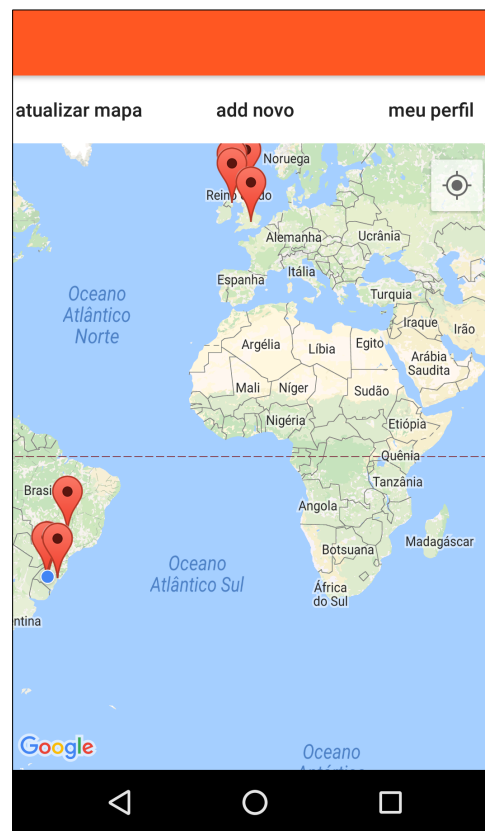 atualizar mapa add novo meu perfil
Noruega
Reino
do
Alemanha
Ucrânia
Espanha
Itália
Turquia
Oceano
Atlântico
Norte
Iraque
Irão
Argélia
Líbia
Egito
Arábia
Saudita
Mali
Níger
Sudão
Nigéria
Etiópia
Quênia
Brasi
Tanzânia
Angola
Botsuana
Madagáscar
Oceano
Atlântico Sul
África
do Sul
ntina
Google
Oceano